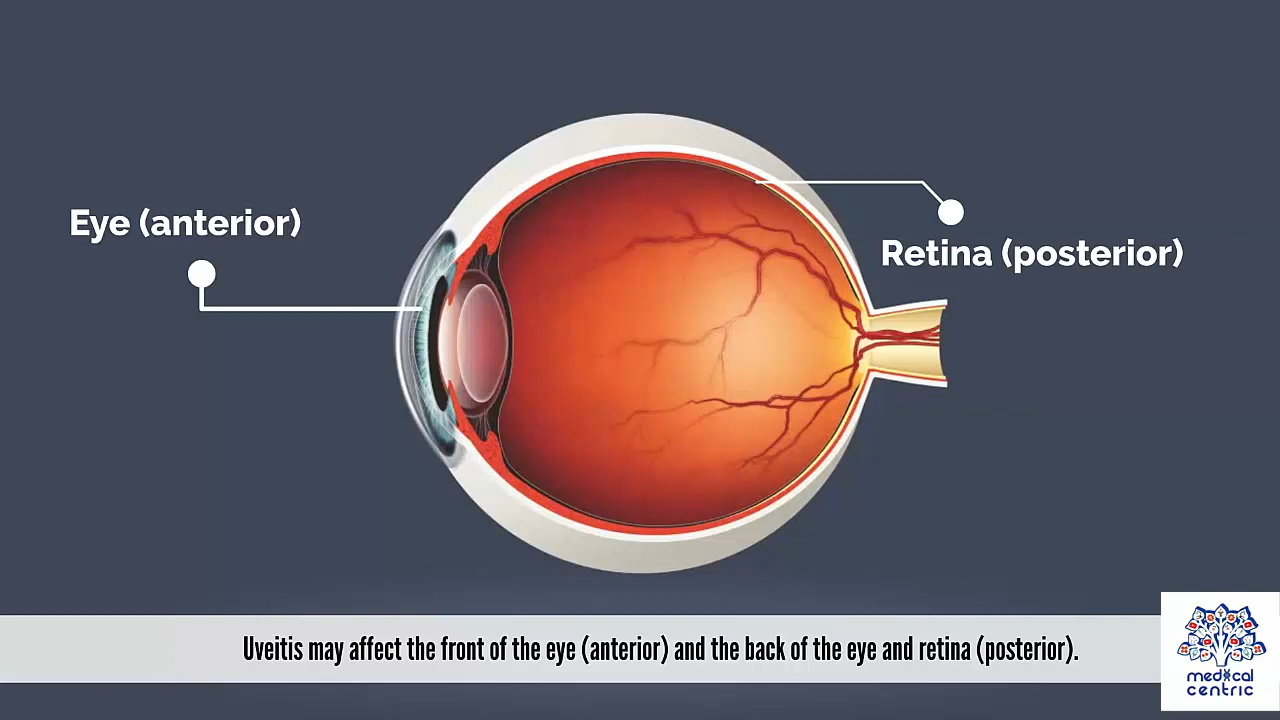 Eye (anterior)
Retina (posterior)
Uveitis may affect the front of the eye (anterior) and the back of the eye and retina (posterior).
medical
centric